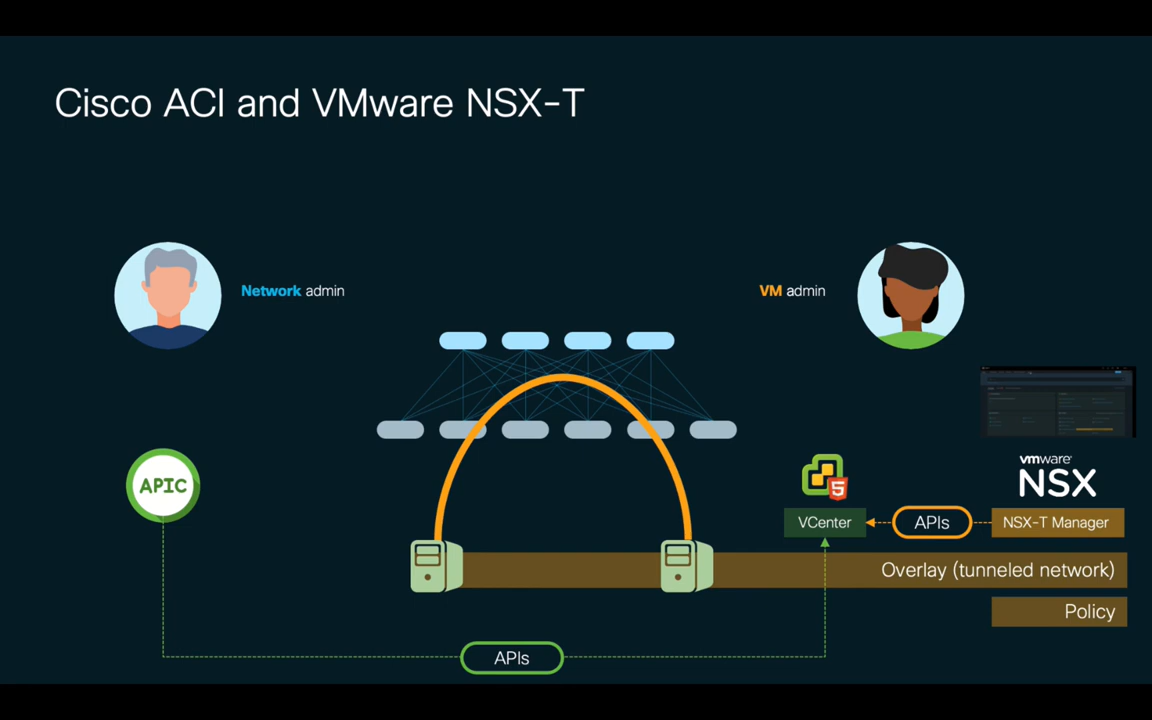 Cisco ACI and VMware NSX-T
Network admin
VM admin
APIC
5
vmware®
NSX
VCenter
APIs
NSX-T Manager
Overlay (tunneled network)
Policy
APIs